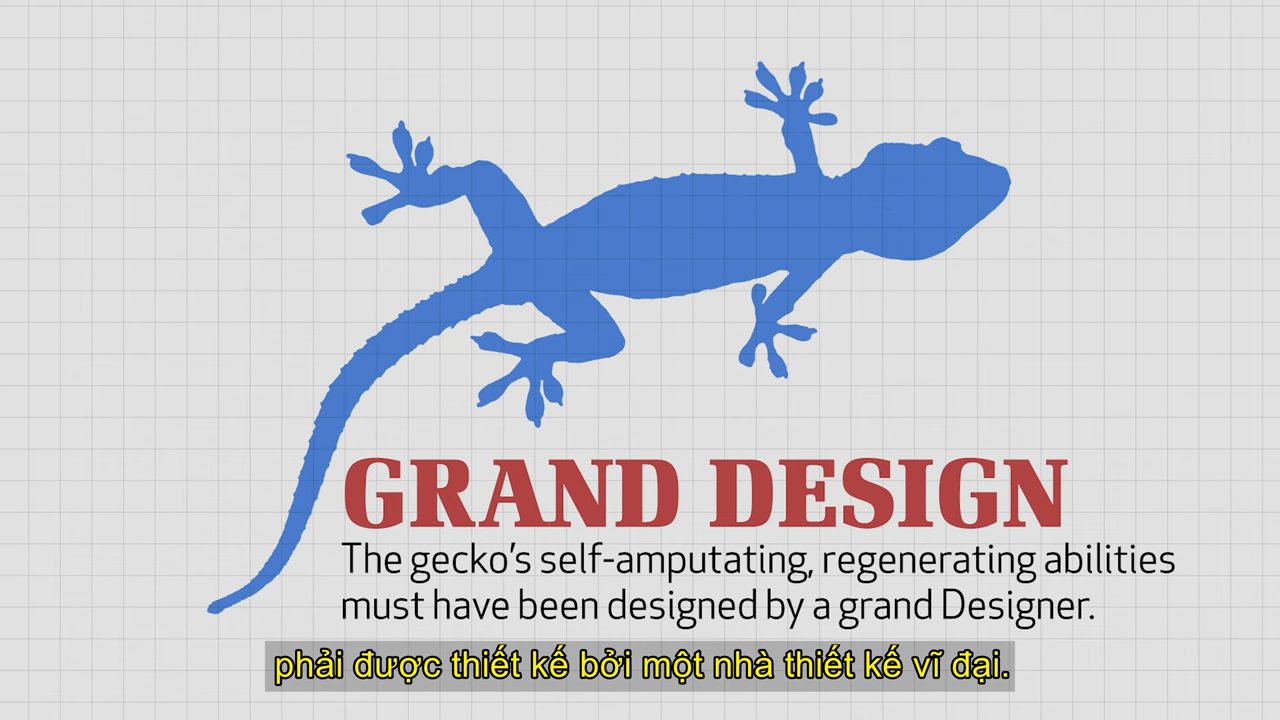 GRAND DESIGN
The gecko's self-amputating, regenerating abilities
must have been designed by a grand Designer.
phải được thiết kế bởi một nhà thiết kế vĩ đại.